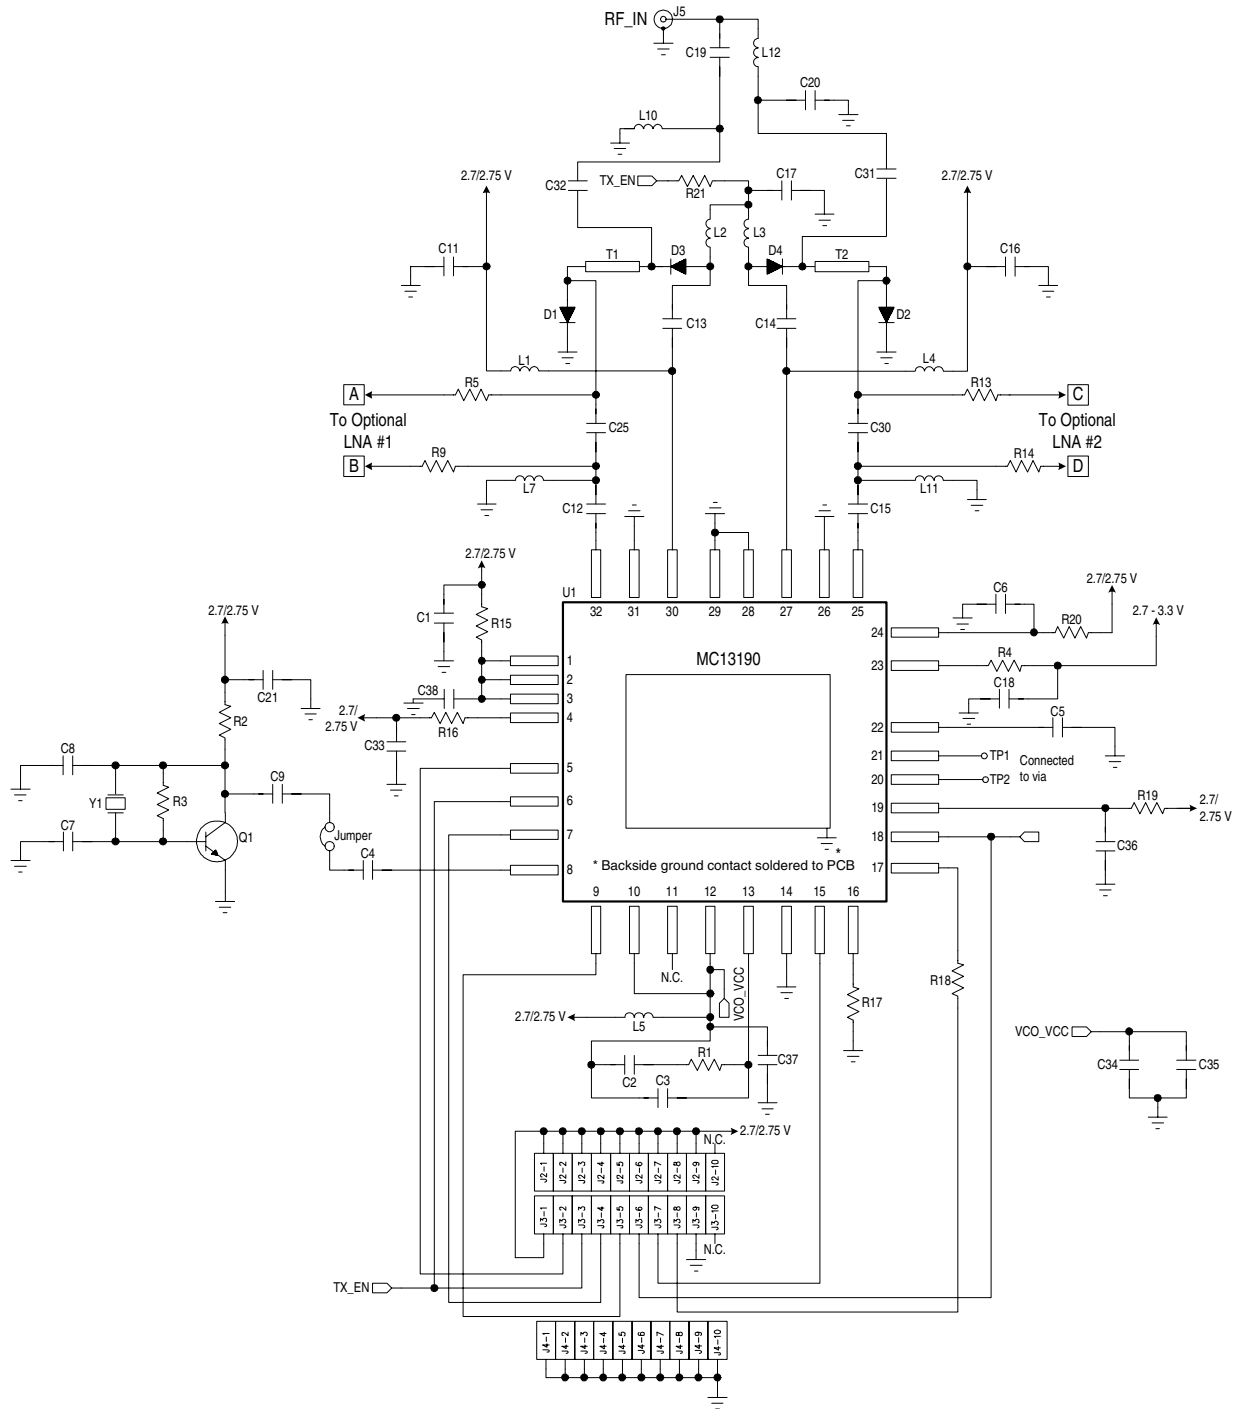 RF_IN
J5
C19
L12
C20
L10
2.7/2.75 V
C32
TX_EN
R21
C17
C31
2.7/2.75 V
C11
L2
L3
C16
T1
D3
D4
T2
D1
C13
C14
D2
L1
L4
A
R5
R13
C
To Optional
LNA #1
C25
C30
To Optional
LNA #2
B
R9
R14
D
L7
C12
L11
C15
2.7/2.75 V
U1
32
31
30
29
28
27
26
25
C1
R15
C6
2.7/2.75 V
2.7 - 3.3 V
24
R20
2.7/2.75 V
MC13190
1
23
R4
2
C38
3
C18
C21
2.7/
2.75 V
4
R16
C33
R2
22
C5
C8
21
TP1
Connected
to via
5
20
TP2
C9
Y1
R3
6
19
R19
2.7/
2.75 V
C7
Q1
Jumper
7
18
C36
C4
8
* Backside ground contact soldered to PCB
*
17
9
10
11
12
13
14
15
16
N.C.
VCO_VCC
R17
R18
2.7/2.75 V
L5
VCO_VCC
R1
C37
C2
C3
C34
C35
2.7/2.75 V
N.C.
J2-1
J2-2
J2-3
J2-4
J2-5
J2-6
J2-7
J2-8
J2-9
J2-10
J3-1
J3-2
J3-3
J3-4
J3-5
J3-6
J3-7
J3-8
J3-9
J3-10
N.C.
TX_EN
J4-1
J4-2
J4-3
J4-4
J4-5
J4-6
J4-7
J4-8
J4-9
J4-10